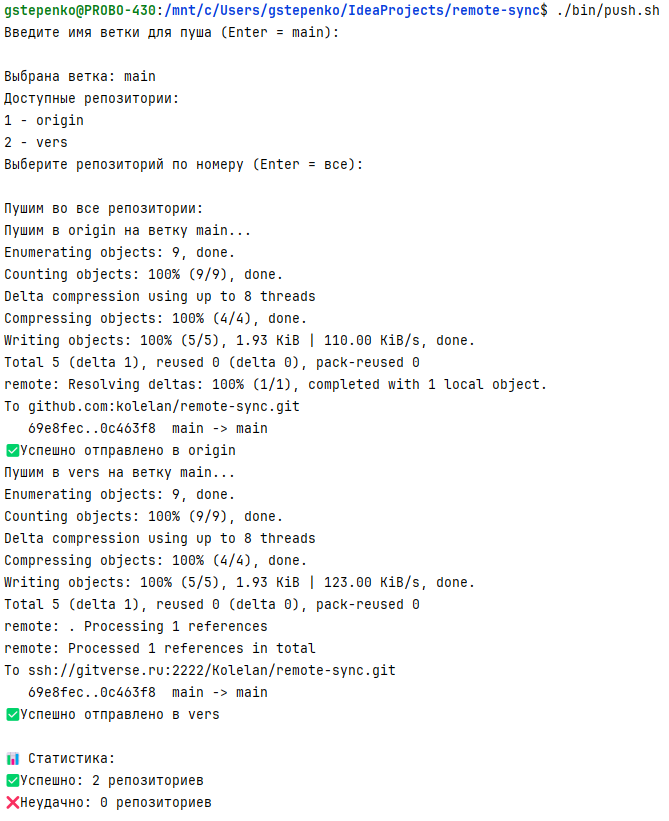 gstepenko@PROBO-430:/mnt/c/Users/gstepenko/IdeaProjects/remote-sync$ ./bin/push.sh
Введите имя ветки для пуша (Enter = main):
Выбрана ветка: main
Доступные репозитории:
1 - origin
2 - vers
Выберите репозиторий по номеру (Enter = все):
Пушим во все репозитории:
Пушим в origin на ветку main...
Enumerating objects: 9, done.
Counting objects: 100% (9/9), done.
Delta compression using up to 8 threads
Compressing objects: 100% (4/4), done.
Writing objects: 100% (5/5), 1.93 KiB | 110.00 KiB/s, done.
Total 5 (delta 1), reused 0 (delta 0), pack-reused 0
remote: Resolving deltas: 100% (1/1), completed with 1 local object.
To github.com:kolelan/remote-sync.git
   69e8fec..0c463f8  main -> main
✅Успешно отправлено в origin
Пушим в vers на ветку main...
Enumerating objects: 9, done.
Counting objects: 100% (9/9), done.
Delta compression using up to 8 threads
Compressing objects: 100% (4/4), done.
Writing objects: 100% (5/5), 1.93 KiB | 123.00 KiB/s, done.
Total 5 (delta 1), reused 0 (delta 0), pack-reused 0
remote: . Processing 1 references
remote: Processed 1 references in total
To ssh://gitverse.ru:2222/Kolelan/remote-sync.git
   69e8fec..0c463f8  main -> main
✅Успешно отправлено в vers
📊 Статистика:
✅Успешно: 2 репозиториев
❌Неудачно: 0 репозиториев